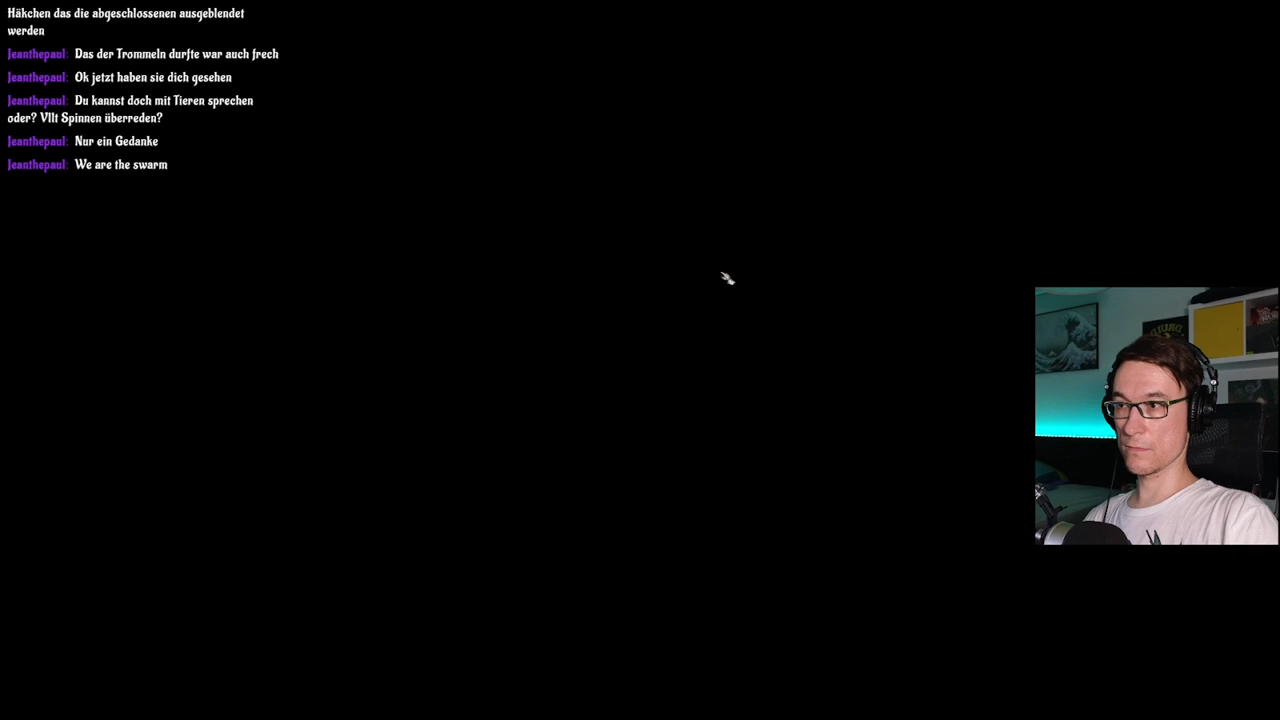 Häkchen das die abgeschlossenen ausgeblendet
werden
Jeanthepaul: Das der Trommeln durfte war auch frech
Jeanthepaul: Ok jetzt haben sie dich gesehen
Jeanthepaul: Du kannst doch mit Tieren sprechen
oder? Vllt Spinnen überreden?
Jeanthepaul: Nur ein Gedanke
Jeanthepaul: We are the swarm